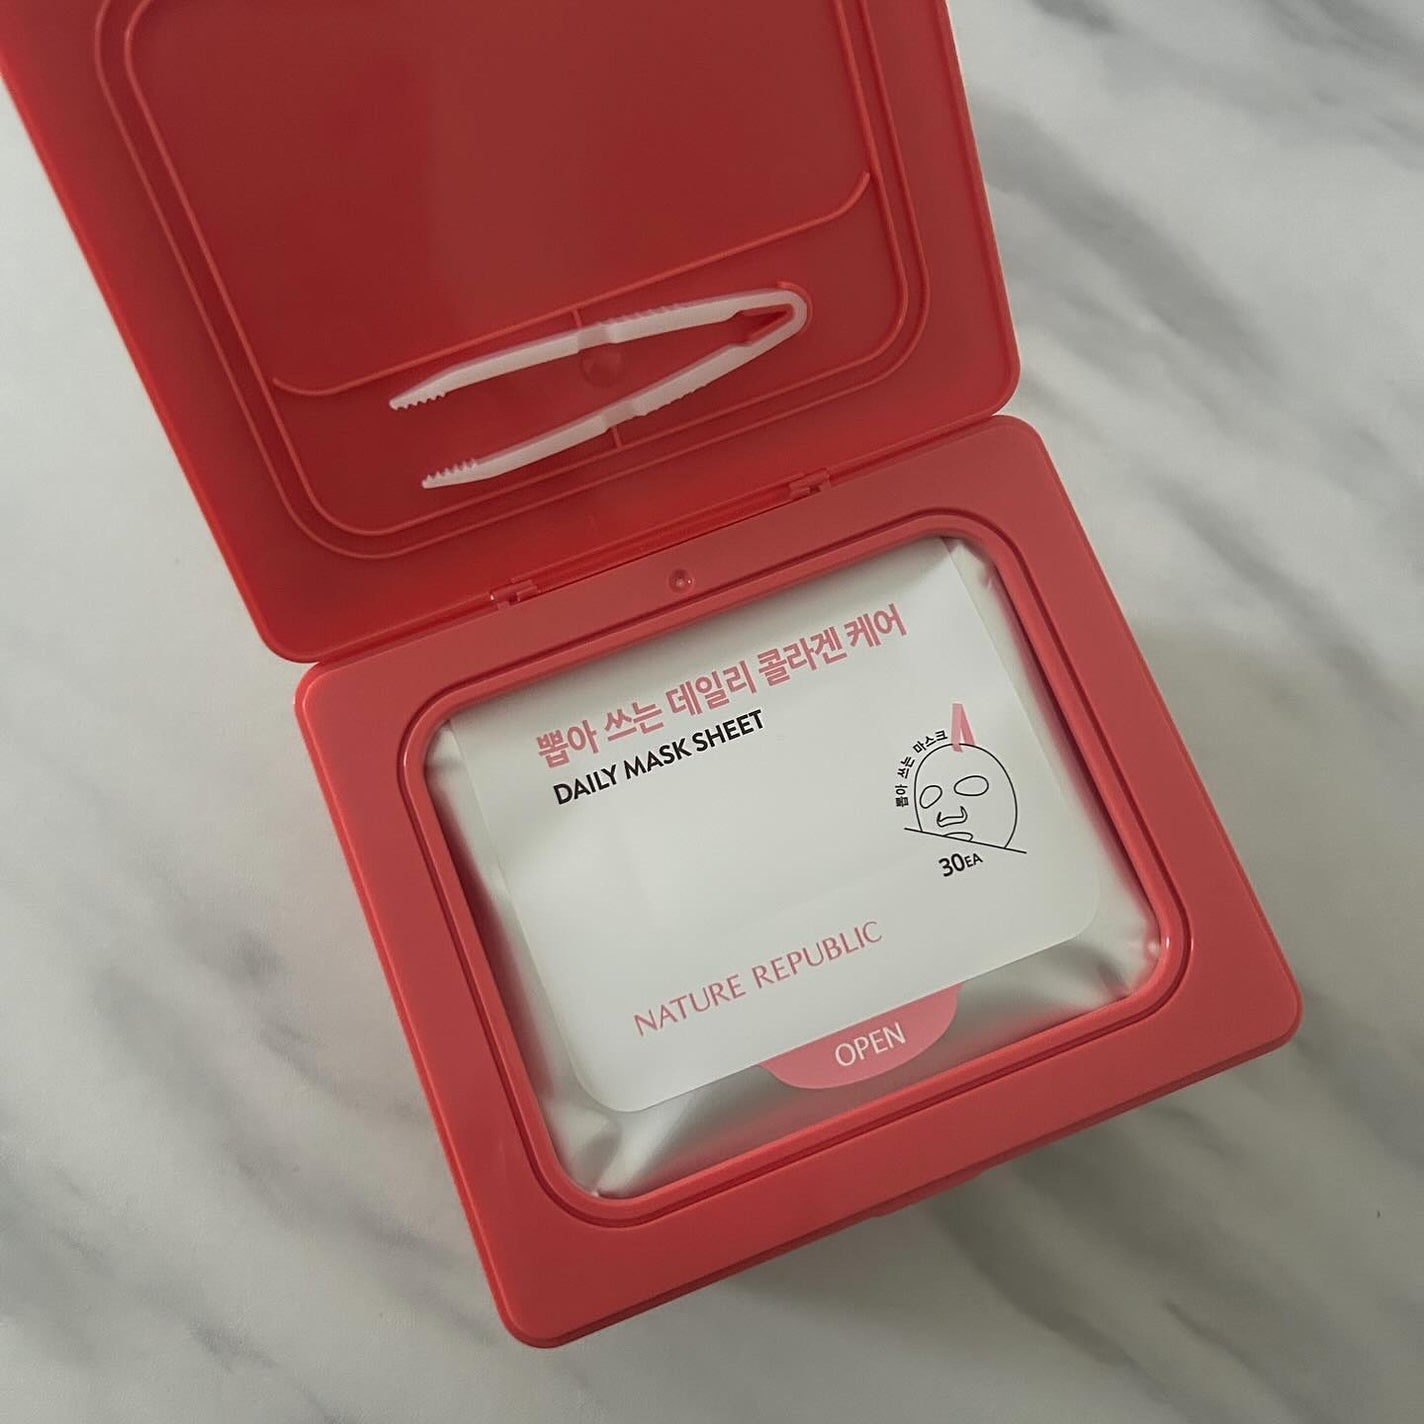 뽑아 쓰는 데일리 콜라겐 케어
DAILY MASK SHEET
뽑아 쓰는 마스크
30EA
NATURE REPUBLIC
OPEN